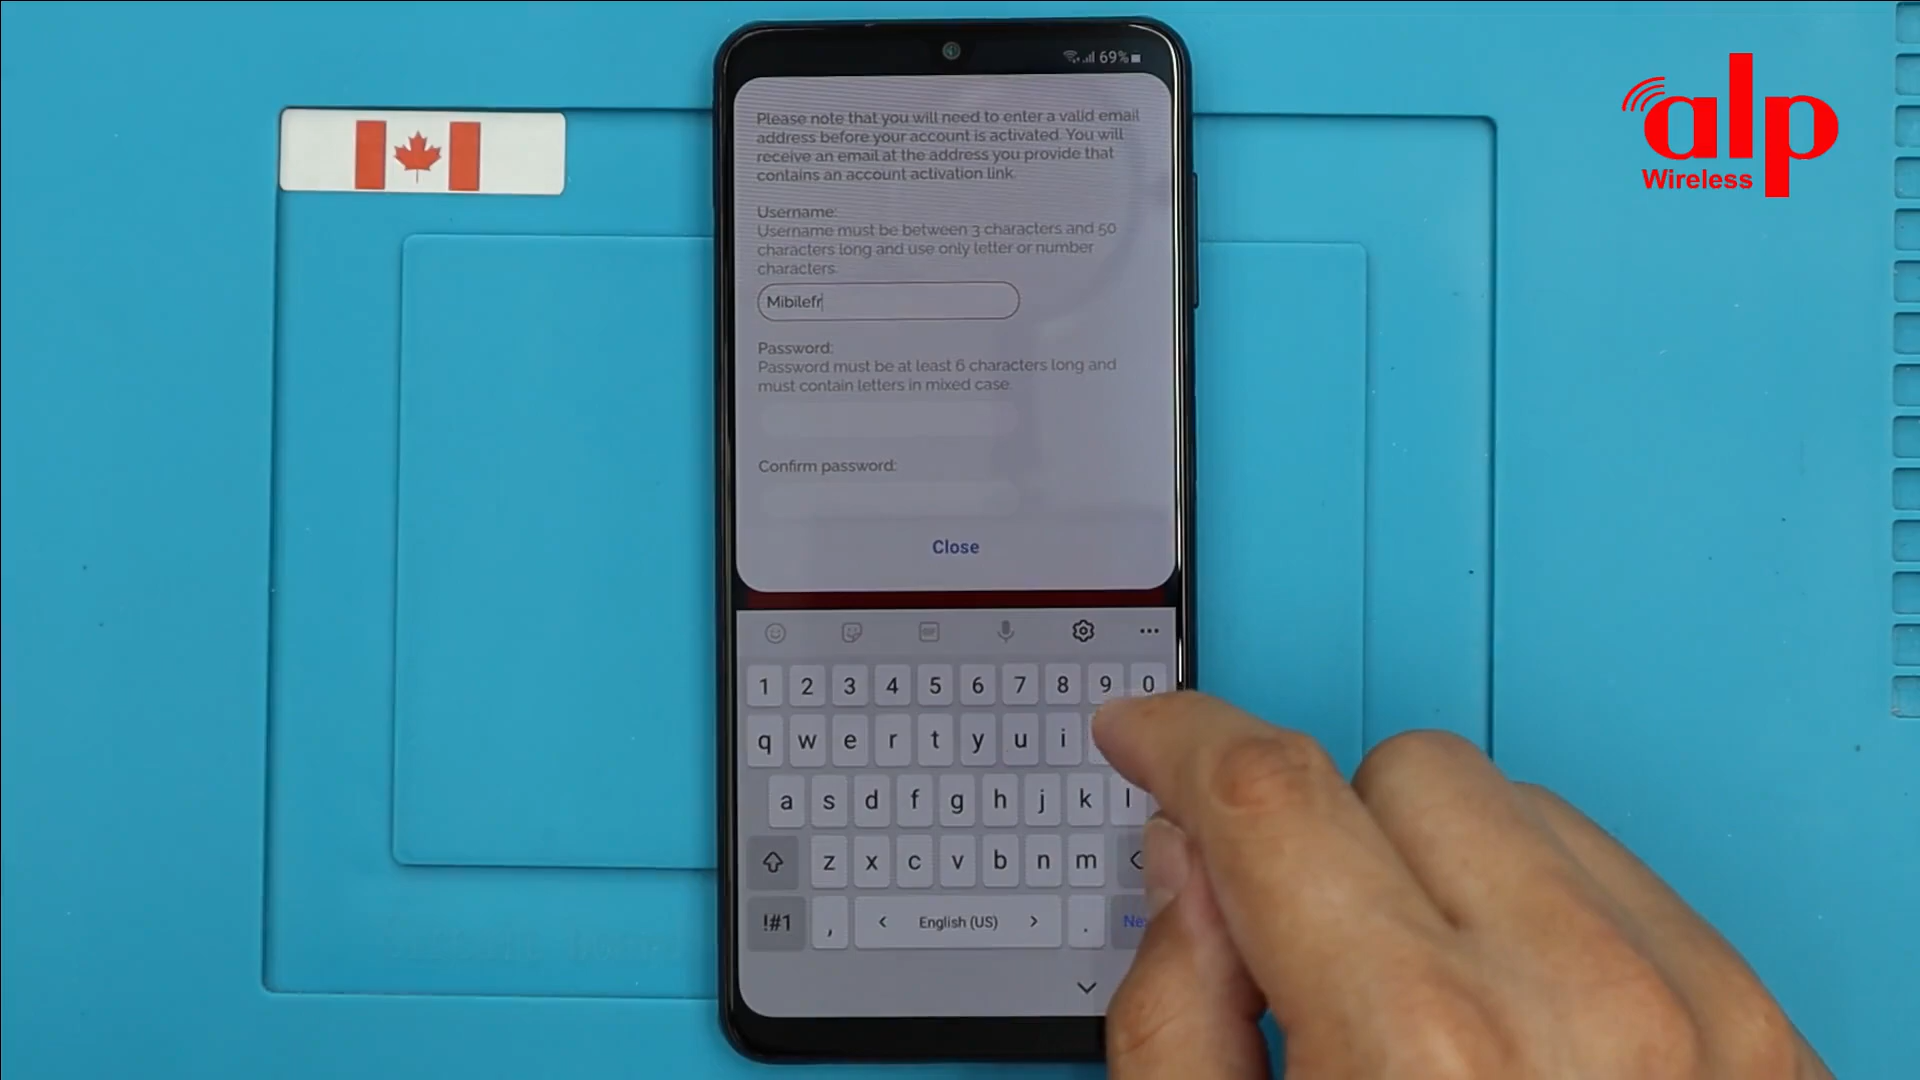 69%
alp
Wireless
Please note that you will need to enter a valid email
address before your account is activated. You will
receive an email at the address you provide that
contains an account activation link.
Username:
Username must be between 3 characters and 50
characters long and use only letter or number
characters.
Mibilefr
Password:
Password must be at least 6 characters long and
must contain letters in mixed case.
Confirm password:
Close
GIF
1 2 3 4 5 6 7 8 9 0
q w e r t y u i
a s d f g h j k l
z x c v b n m
!#1 , < English (US) > .